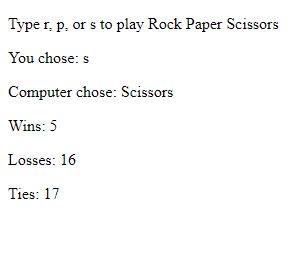 Type r, p, or s to play Rock Paper Scissors
You chose: s
Computer chose: Scissors
Wins: 5
Losses: 16
Ties: 17